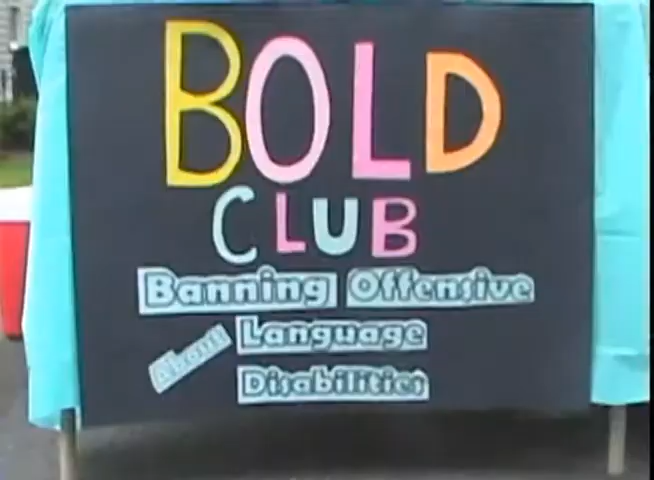 BOLD
CLUB
Banning Offensive
About Language
Disabilities